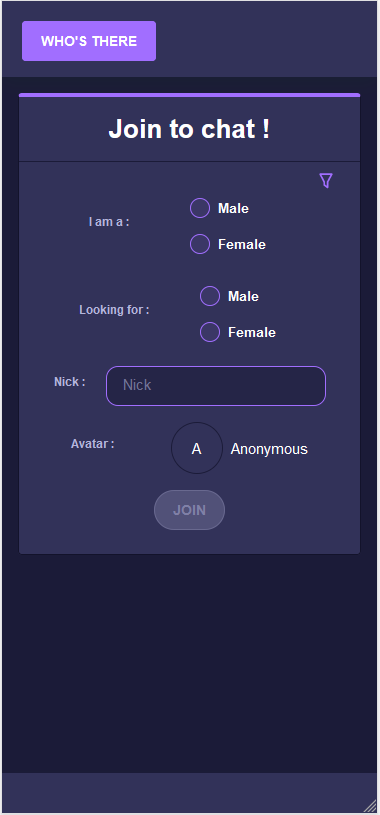 WHO'S THERE
Join to chat !
I am a :
Male
Female
Looking for :
Male
Female
Nick :
Nick
Avatar :
A
Anonymous
JOIN